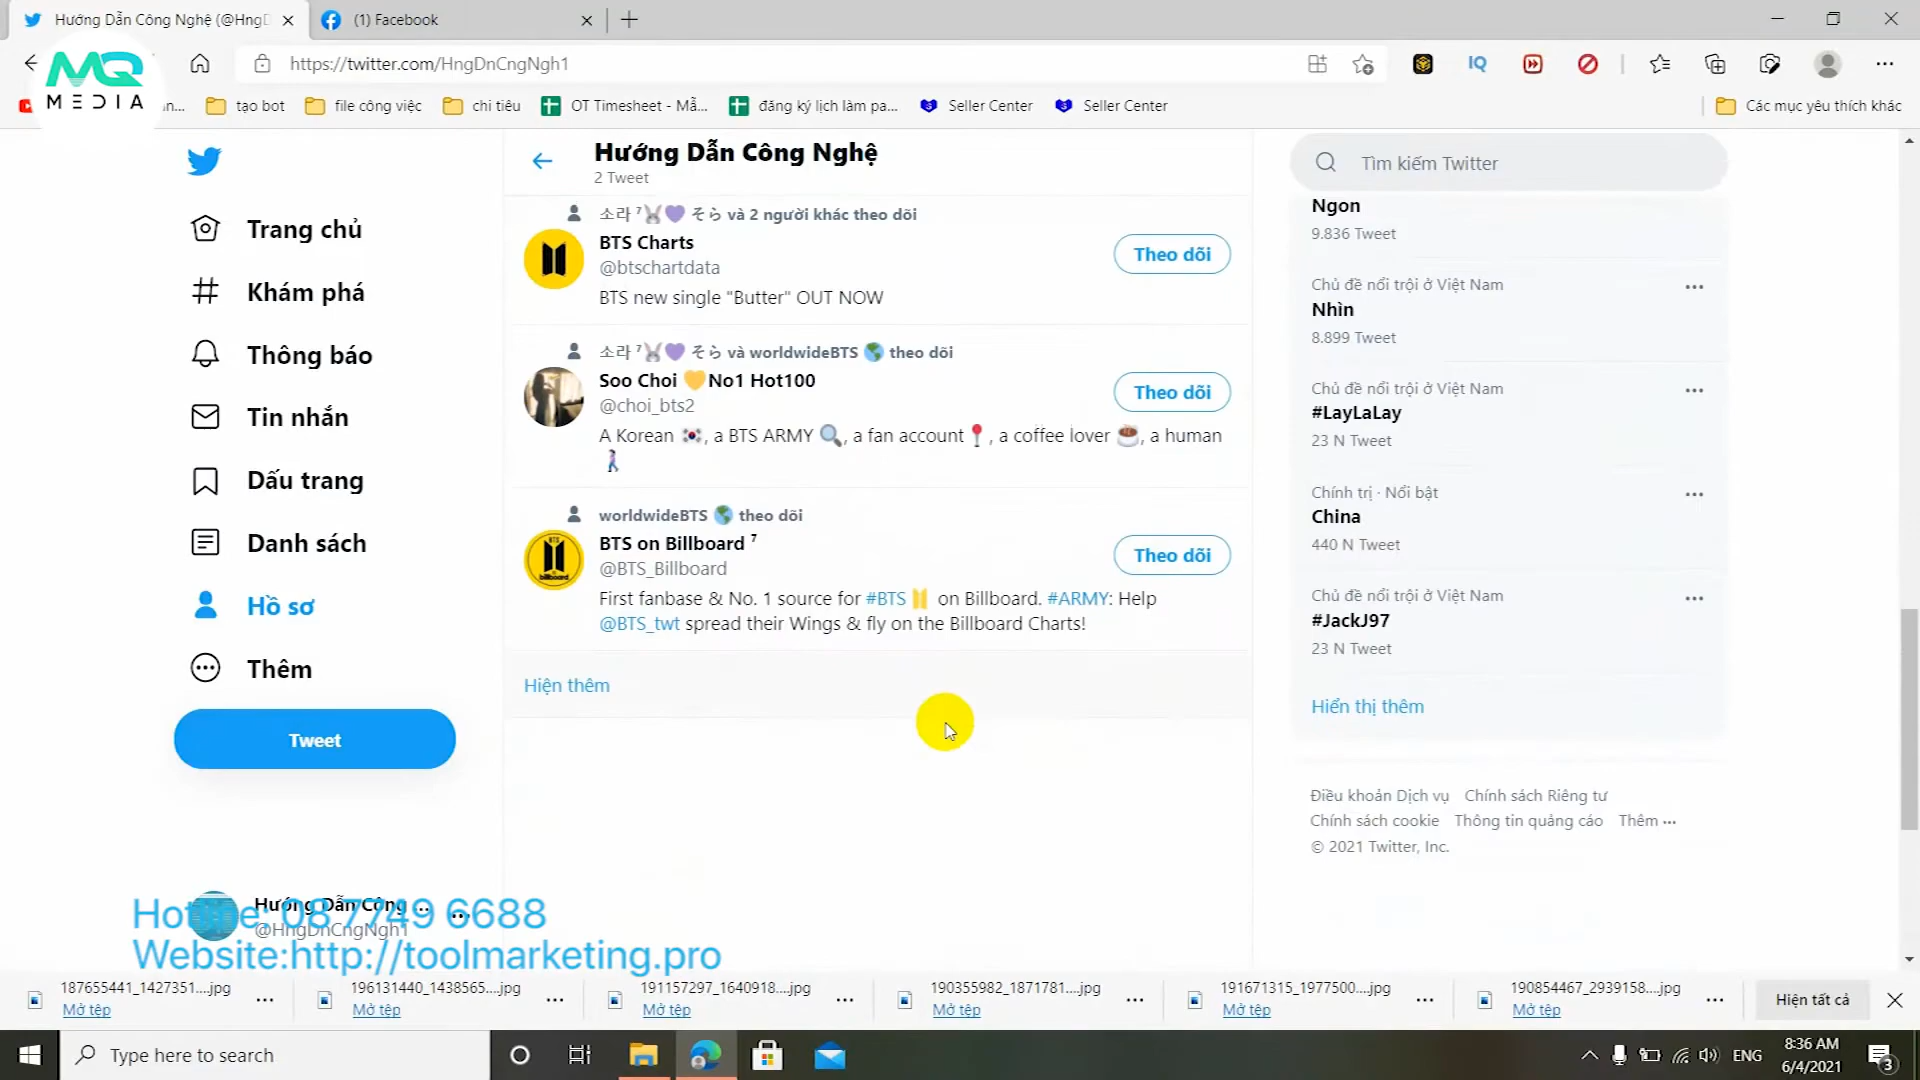 Hướng Dẫn Công Nghệ (@HngD
(1) Facebook
MQ
MEDIA
https://twitter.com/HngDnCngNgh1
IQ
tạo bot
file công việc
chi tiêu
OT Timesheet - Mẫ...
đăng ký lịch làm pa...
Seller Center
Seller Center
Các mục yêu thích khác
Trang chủ
Khám phá
Thông báo
Tin nhắn
Dấu trang
Danh sách
Hồ sơ
Thêm
Tweet
Hướng Dẫn Công ...
@HngDnCngNgh1
Hướng Dẫn Công Nghệ
2 Tweet
소라 ⁷🐰💜 そら và 2 người khác theo dõi
BTS Charts
@btschartdata
BTS new single "Butter" OUT NOW
Theo dõi
소라 ⁷🐰💜 そら và worldwideBTS 🌎 theo dõi
Soo Choi 💛No1 Hot100
@choi_bts2
A Korean 🇰🇷, a BTS ARMY 🔍, a fan account📍, a coffee lover ☕, a human
🚶‍♀️
Theo dõi
worldwideBTS 🌎 theo dõi
BTS on Billboard ⁷
@BTS_Billboard
First fanbase & No. 1 source for #BTS on Billboard. #ARMY: Help
@BTS_twt spread their Wings & fly on the Billboard Charts!
Theo dõi
Hiện thêm
Tìm kiếm Twitter
Ngon
9.836 Tweet
Chủ đề nổi trội ở Việt Nam
Nhìn
8.899 Tweet
Chủ đề nổi trội ở Việt Nam
#LayLaLay
23 N Tweet
Chính trị · Nổi bật
China
440 N Tweet
Chủ đề nổi trội ở Việt Nam
#JackJ97
23 N Tweet
Hiển thị thêm
Điều khoản Dịch vụ Chính sách Riêng tư
Chính sách cookie Thông tin quảng cáo Thêm ...
© 2021 Twitter, Inc.
Hotline: 08 7749 6688
Website:http://toolmarketing.pro
187655441_1427351....jpg
Mở tệp
196131440_1438565....jpg
Mở tệp
191157297_1640918....jpg
Mở tệp
190355982_1871781....jpg
Mở tệp
191671315_1977500....jpg
Mở tệp
190854467_2939158....jpg
Mở tệp
Hiện tất cả
Type here to search
ENG
8:36 AM
6/4/2021
3